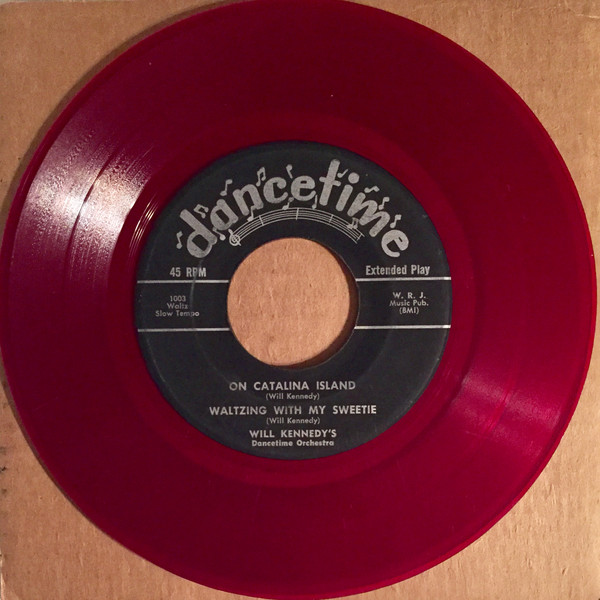 dancetime
45 RPM
Extended Play
1003
Waltz
Slow Tempo
W. R. J.
Music Pub.
(BMI)
ON CATALINA ISLAND
(Will Kennedy)
WALTZING WITH MY SWEETIE
(Will Kennedy)
WILL KENNEDY'S
Dancetime Orchestra